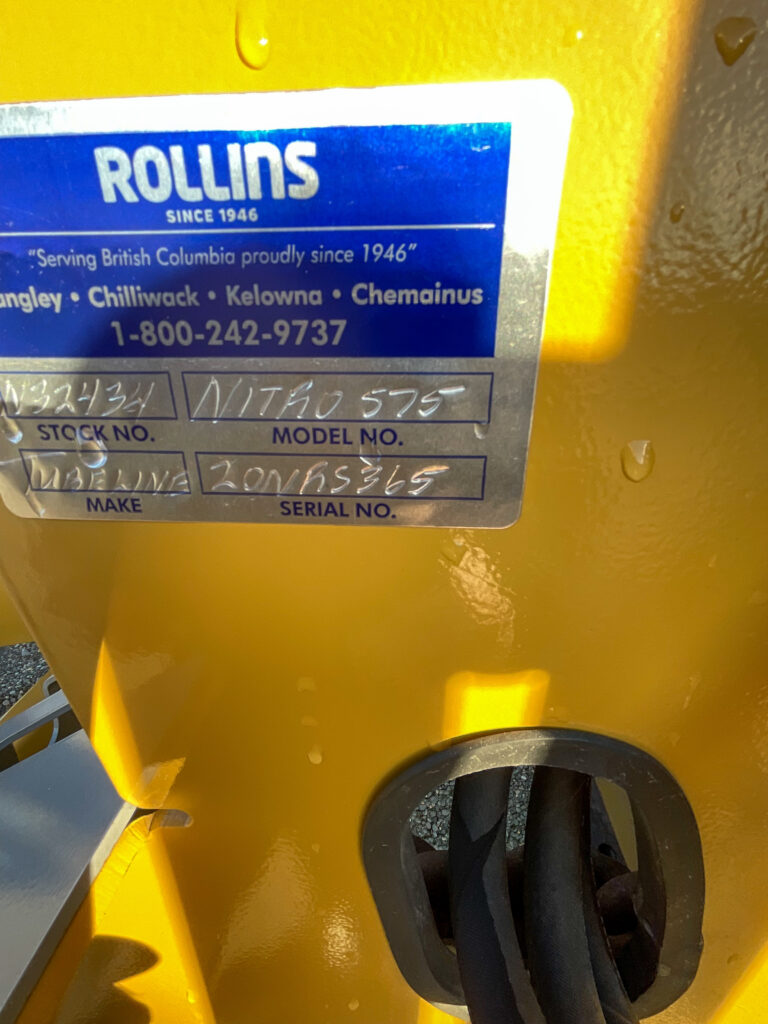 ROLLINS
SINCE 1946
"Serving British Columbia proudly since 1946"
angley • Chilliwack • Kelowna • Chemainus
1-800-242-9737
N32434 NITRO 575
STOCK NO. MODEL NO.
TUBELINE 20NRS365
MAKE SERIAL NO.